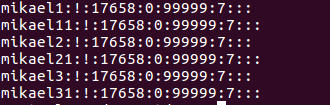 mikael1:!:17658:0:99999:7:::
mikael11:!:17658:0:99999:7:::
mikael2:!:17658:0:99999:7:::
mikael21:!:17658:0:99999:7:::
mikael3:!:17658:0:99999:7:::
mikael31:!:17658:0:99999:7:::